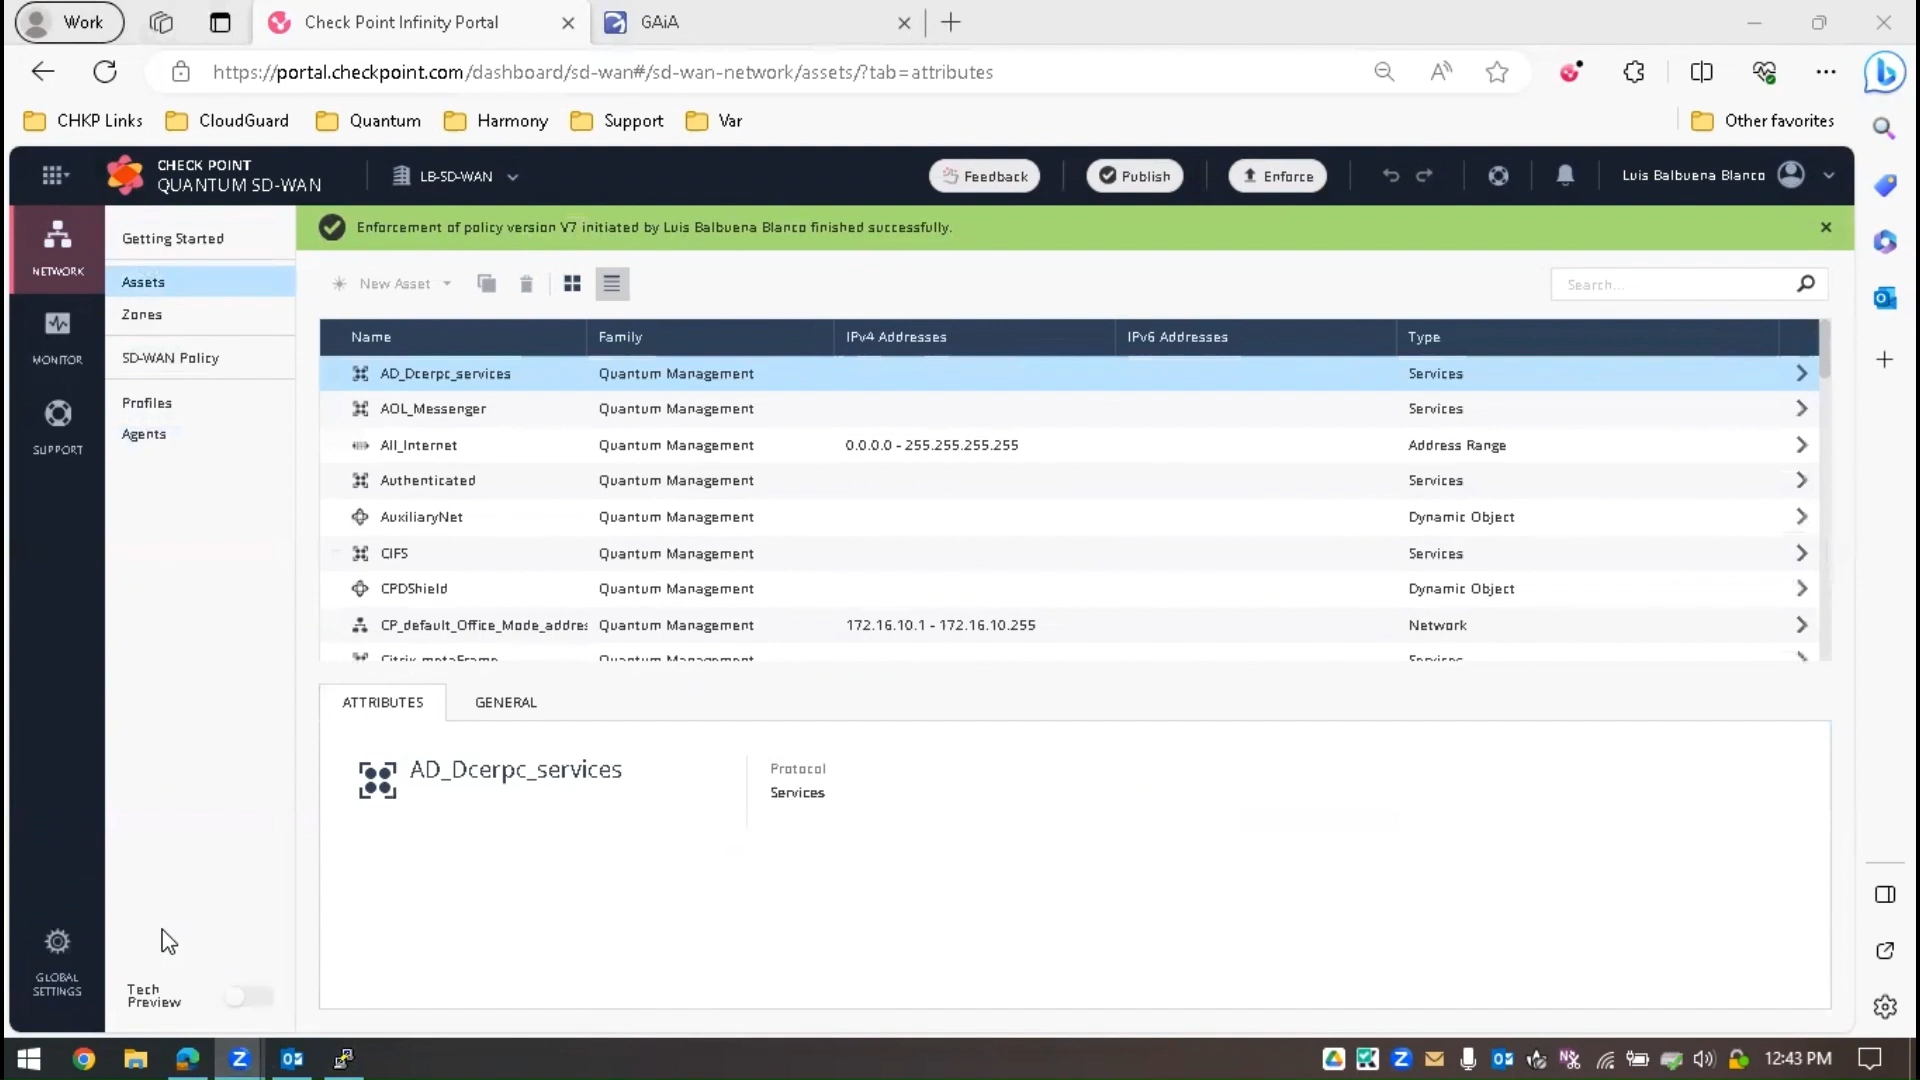 Work
Check Point Infinity Portal
GAiA
https://portal.checkpoint.com/dashboard/sd-wan#/sd-wan-network/assets/?tab=attributes
CHKP Links
CloudGuard
Quantum
Harmony
Support
Var
Other favorites
CHECK POINT
QUANTUM SD-WAN
LB-SD-WAN
Feedback
Publish
Enforce
Luis Balbuena Blanco
NETWORK
MONITOR
SUPPORT
GLOBAL
SETTINGS
Getting Started
Assets
Zones
SD-WAN Policy
Profiles
Agents
Tech
Preview
Enforcement of policy version V7 initiated by Luis Balbuena Blanco finished successfully.
New Asset
Search...
Name Family IPv4 Addresses IPv6 Addresses Type
AD_Dcerpc_services Quantum Management Services
AOL_Messenger Quantum Management Services
All_Internet Quantum Management 0.0.0.0 - 255.255.255.255 Address Range
Authenticated Quantum Management Services
AuxiliaryNet Quantum Management Dynamic Object
CIFS Quantum Management Services
CPDShield Quantum Management Dynamic Object
CP_default_Office_Mode_addres Quantum Management 172.16.10.1 - 172.16.10.255 Network
Citrix_metaFrame Quantum Management Services
ATTRIBUTES
GENERAL
AD_Dcerpc_services
Protocol
Services
12:43 PM